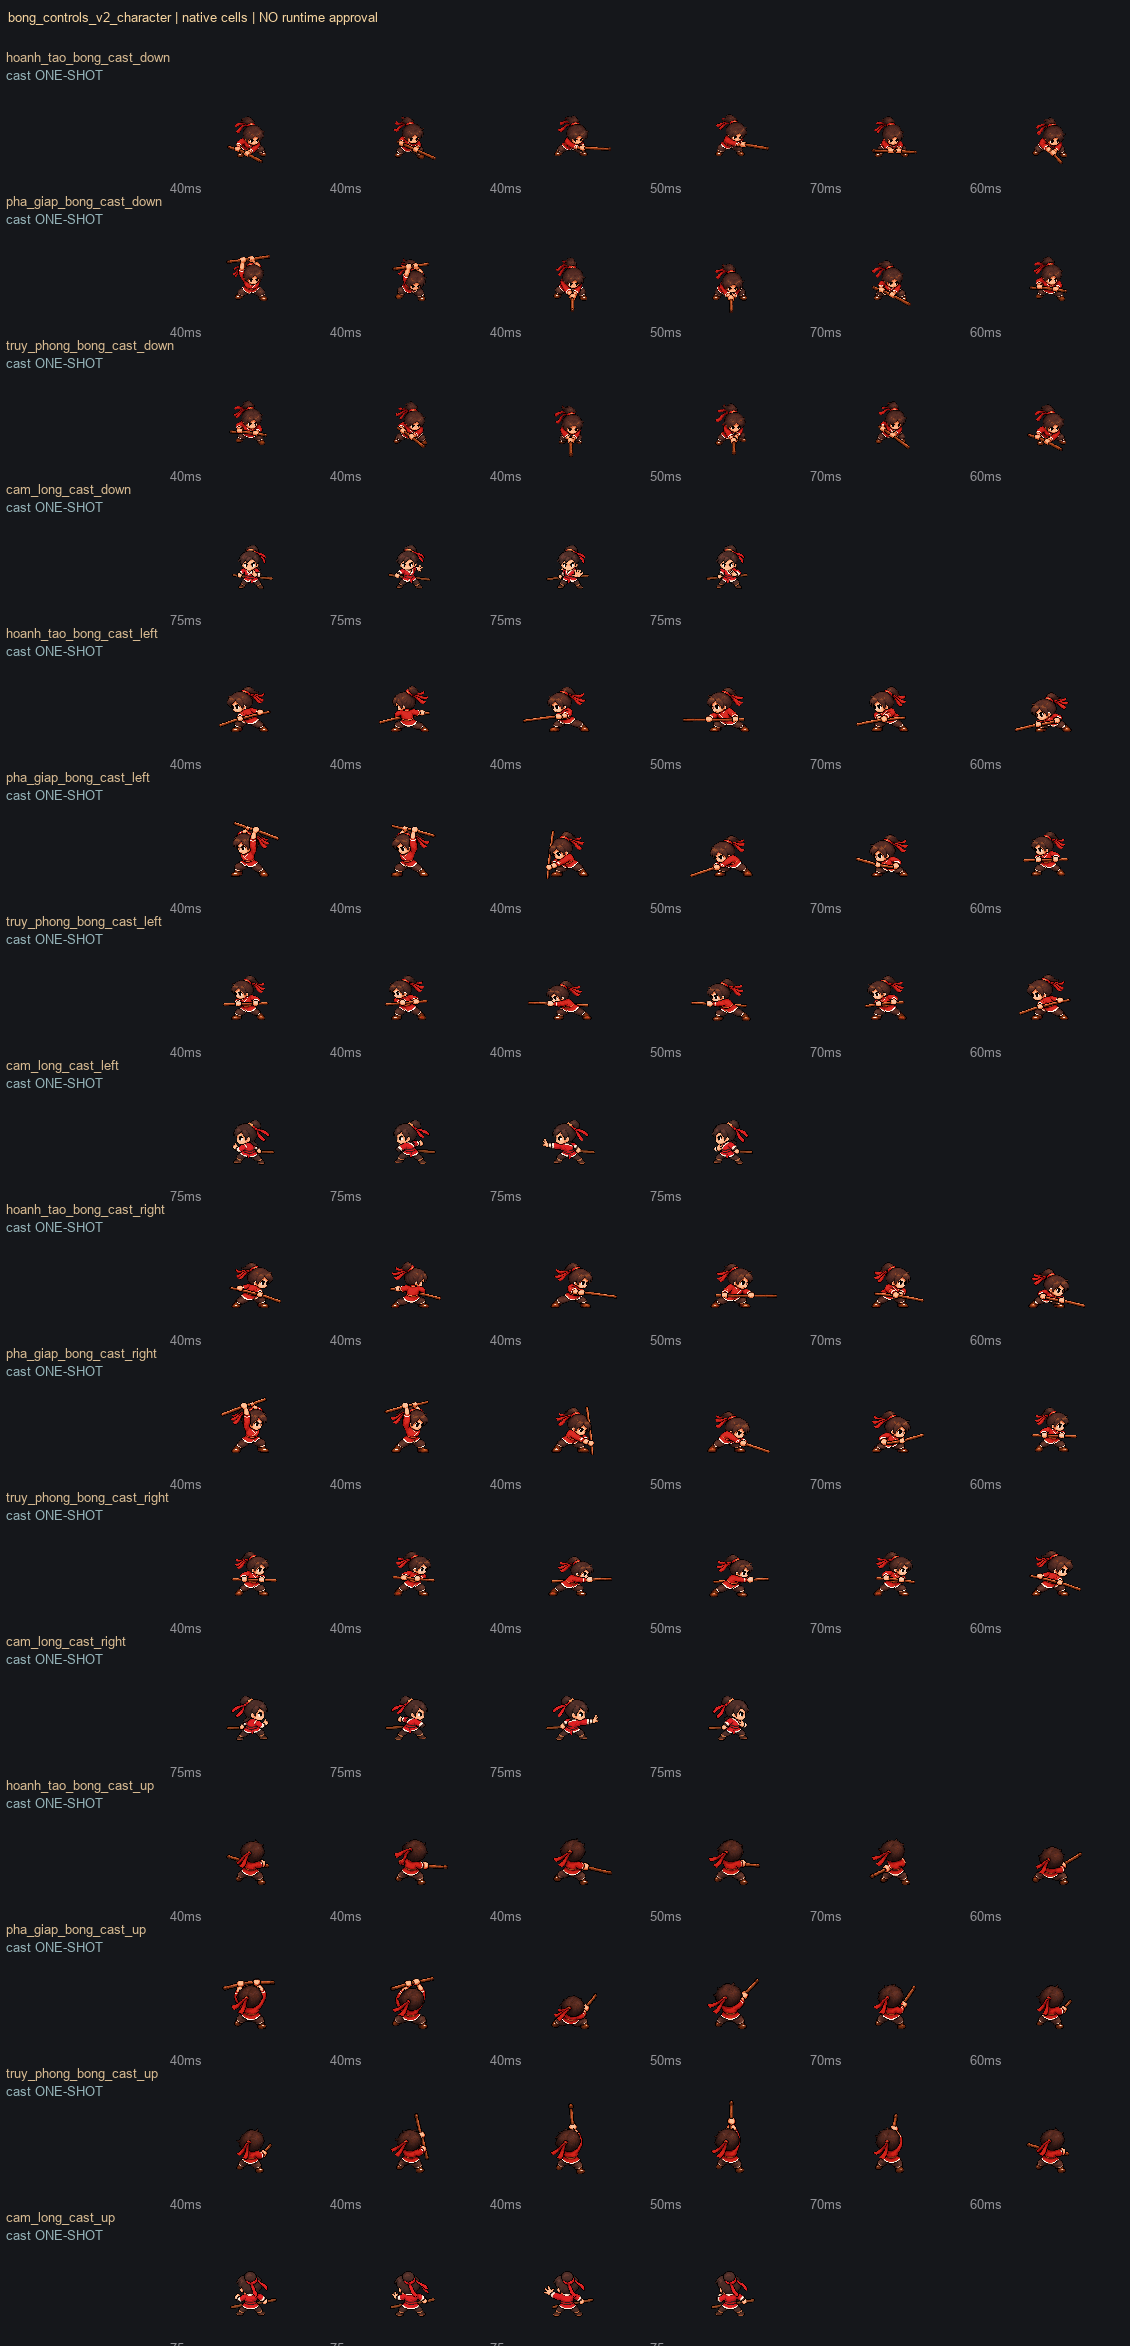 bong_controls_v2_character | native cells | NO runtime approval
hoanh_tao_bong_cast_down
cast ONE-SHOT
40ms 40ms 40ms 50ms 70ms 60ms
pha_giap_bong_cast_down
cast ONE-SHOT
40ms 40ms 40ms 50ms 70ms 60ms
truy_phong_bong_cast_down
cast ONE-SHOT
40ms 40ms 40ms 50ms 70ms 60ms
cam_long_cast_down
cast ONE-SHOT
75ms 75ms 75ms 75ms
hoanh_tao_bong_cast_left
cast ONE-SHOT
40ms 40ms 40ms 50ms 70ms 60ms
pha_giap_bong_cast_left
cast ONE-SHOT
40ms 40ms 40ms 50ms 70ms 60ms
truy_phong_bong_cast_left
cast ONE-SHOT
40ms 40ms 40ms 50ms 70ms 60ms
cam_long_cast_left
cast ONE-SHOT
75ms 75ms 75ms 75ms
hoanh_tao_bong_cast_right
cast ONE-SHOT
40ms 40ms 40ms 50ms 70ms 60ms
pha_giap_bong_cast_right
cast ONE-SHOT
40ms 40ms 40ms 50ms 70ms 60ms
truy_phong_bong_cast_right
cast ONE-SHOT
40ms 40ms 40ms 50ms 70ms 60ms
cam_long_cast_right
cast ONE-SHOT
75ms 75ms 75ms 75ms
hoanh_tao_bong_cast_up
cast ONE-SHOT
40ms 40ms 40ms 50ms 70ms 60ms
pha_giap_bong_cast_up
cast ONE-SHOT
40ms 40ms 40ms 50ms 70ms 60ms
truy_phong_bong_cast_up
cast ONE-SHOT
40ms 40ms 40ms 50ms 70ms 60ms
cam_long_cast_up
cast ONE-SHOT